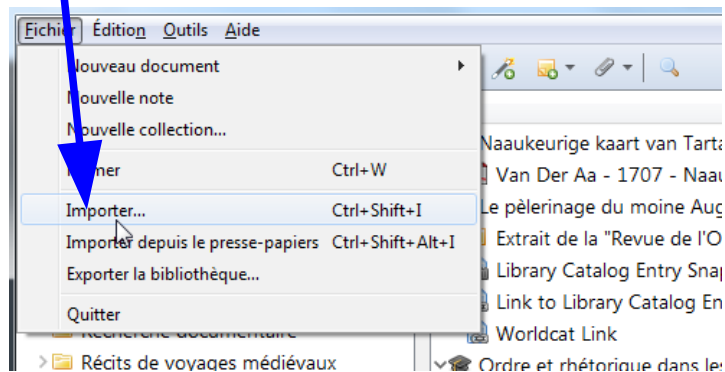 Fichier Édition Outils Aide
Nouveau document
Nouvelle note
Nouvelle collection...
Ctrl+W
Importer... Ctrl+Shift+I
Importer depuis le presse-papiers Ctrl+Shift+Alt+I
Exporter la bibliothèque...
Quitter
Recherche documentaire
Récits de voyages médiévaux
Naaukeurige kaart van Tarta
Van Der Aa - 1707 - Naau
Le pèlerinage du moine Aug
Extrait de la "Revue de l'O
Library Catalog Entry Snap
Link to Library Catalog En
Worldcat Link
Ordre et rhétorique dans les